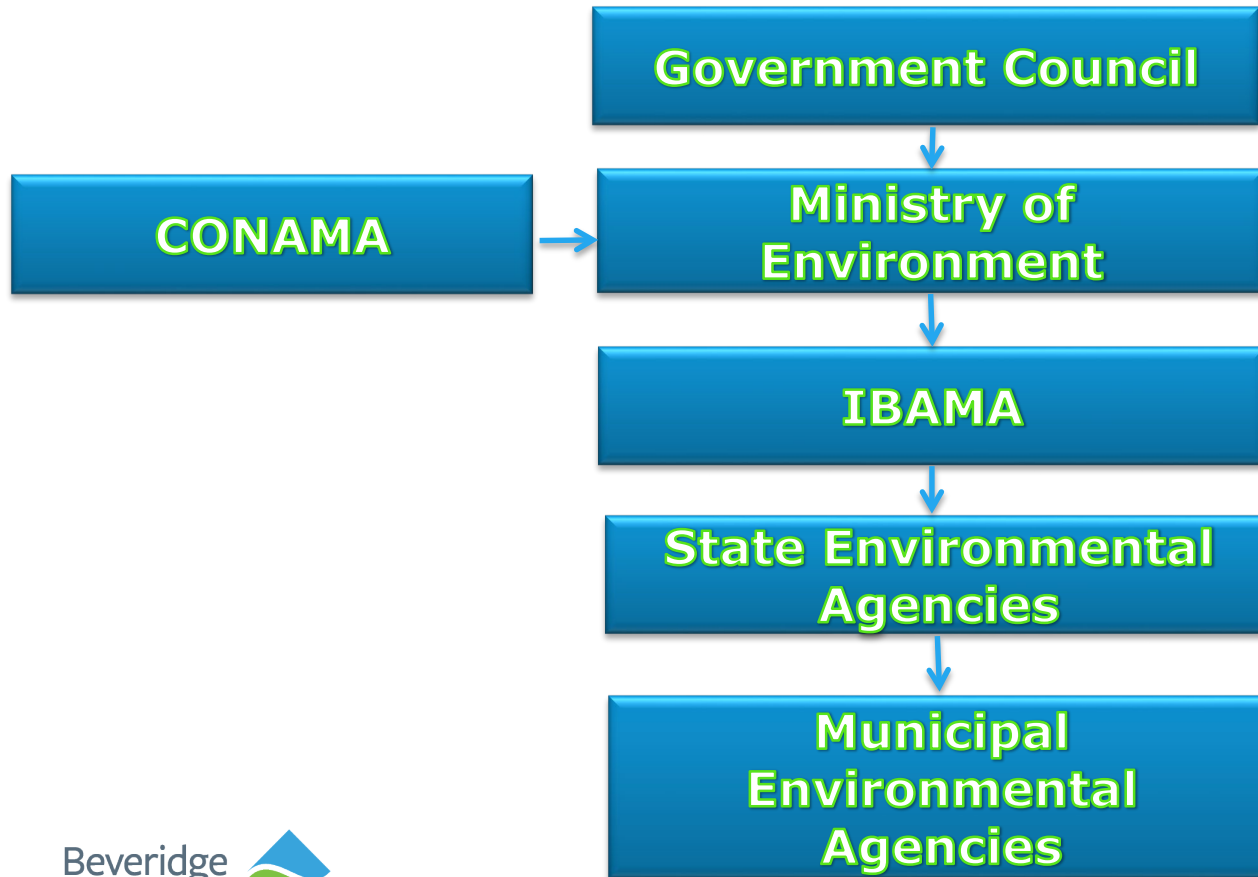 Government Council
CONAMA
Ministry of
Environment
IBAMA
State Environmental
Agencies
Municipal
Environmental
Agencies
Beveridge